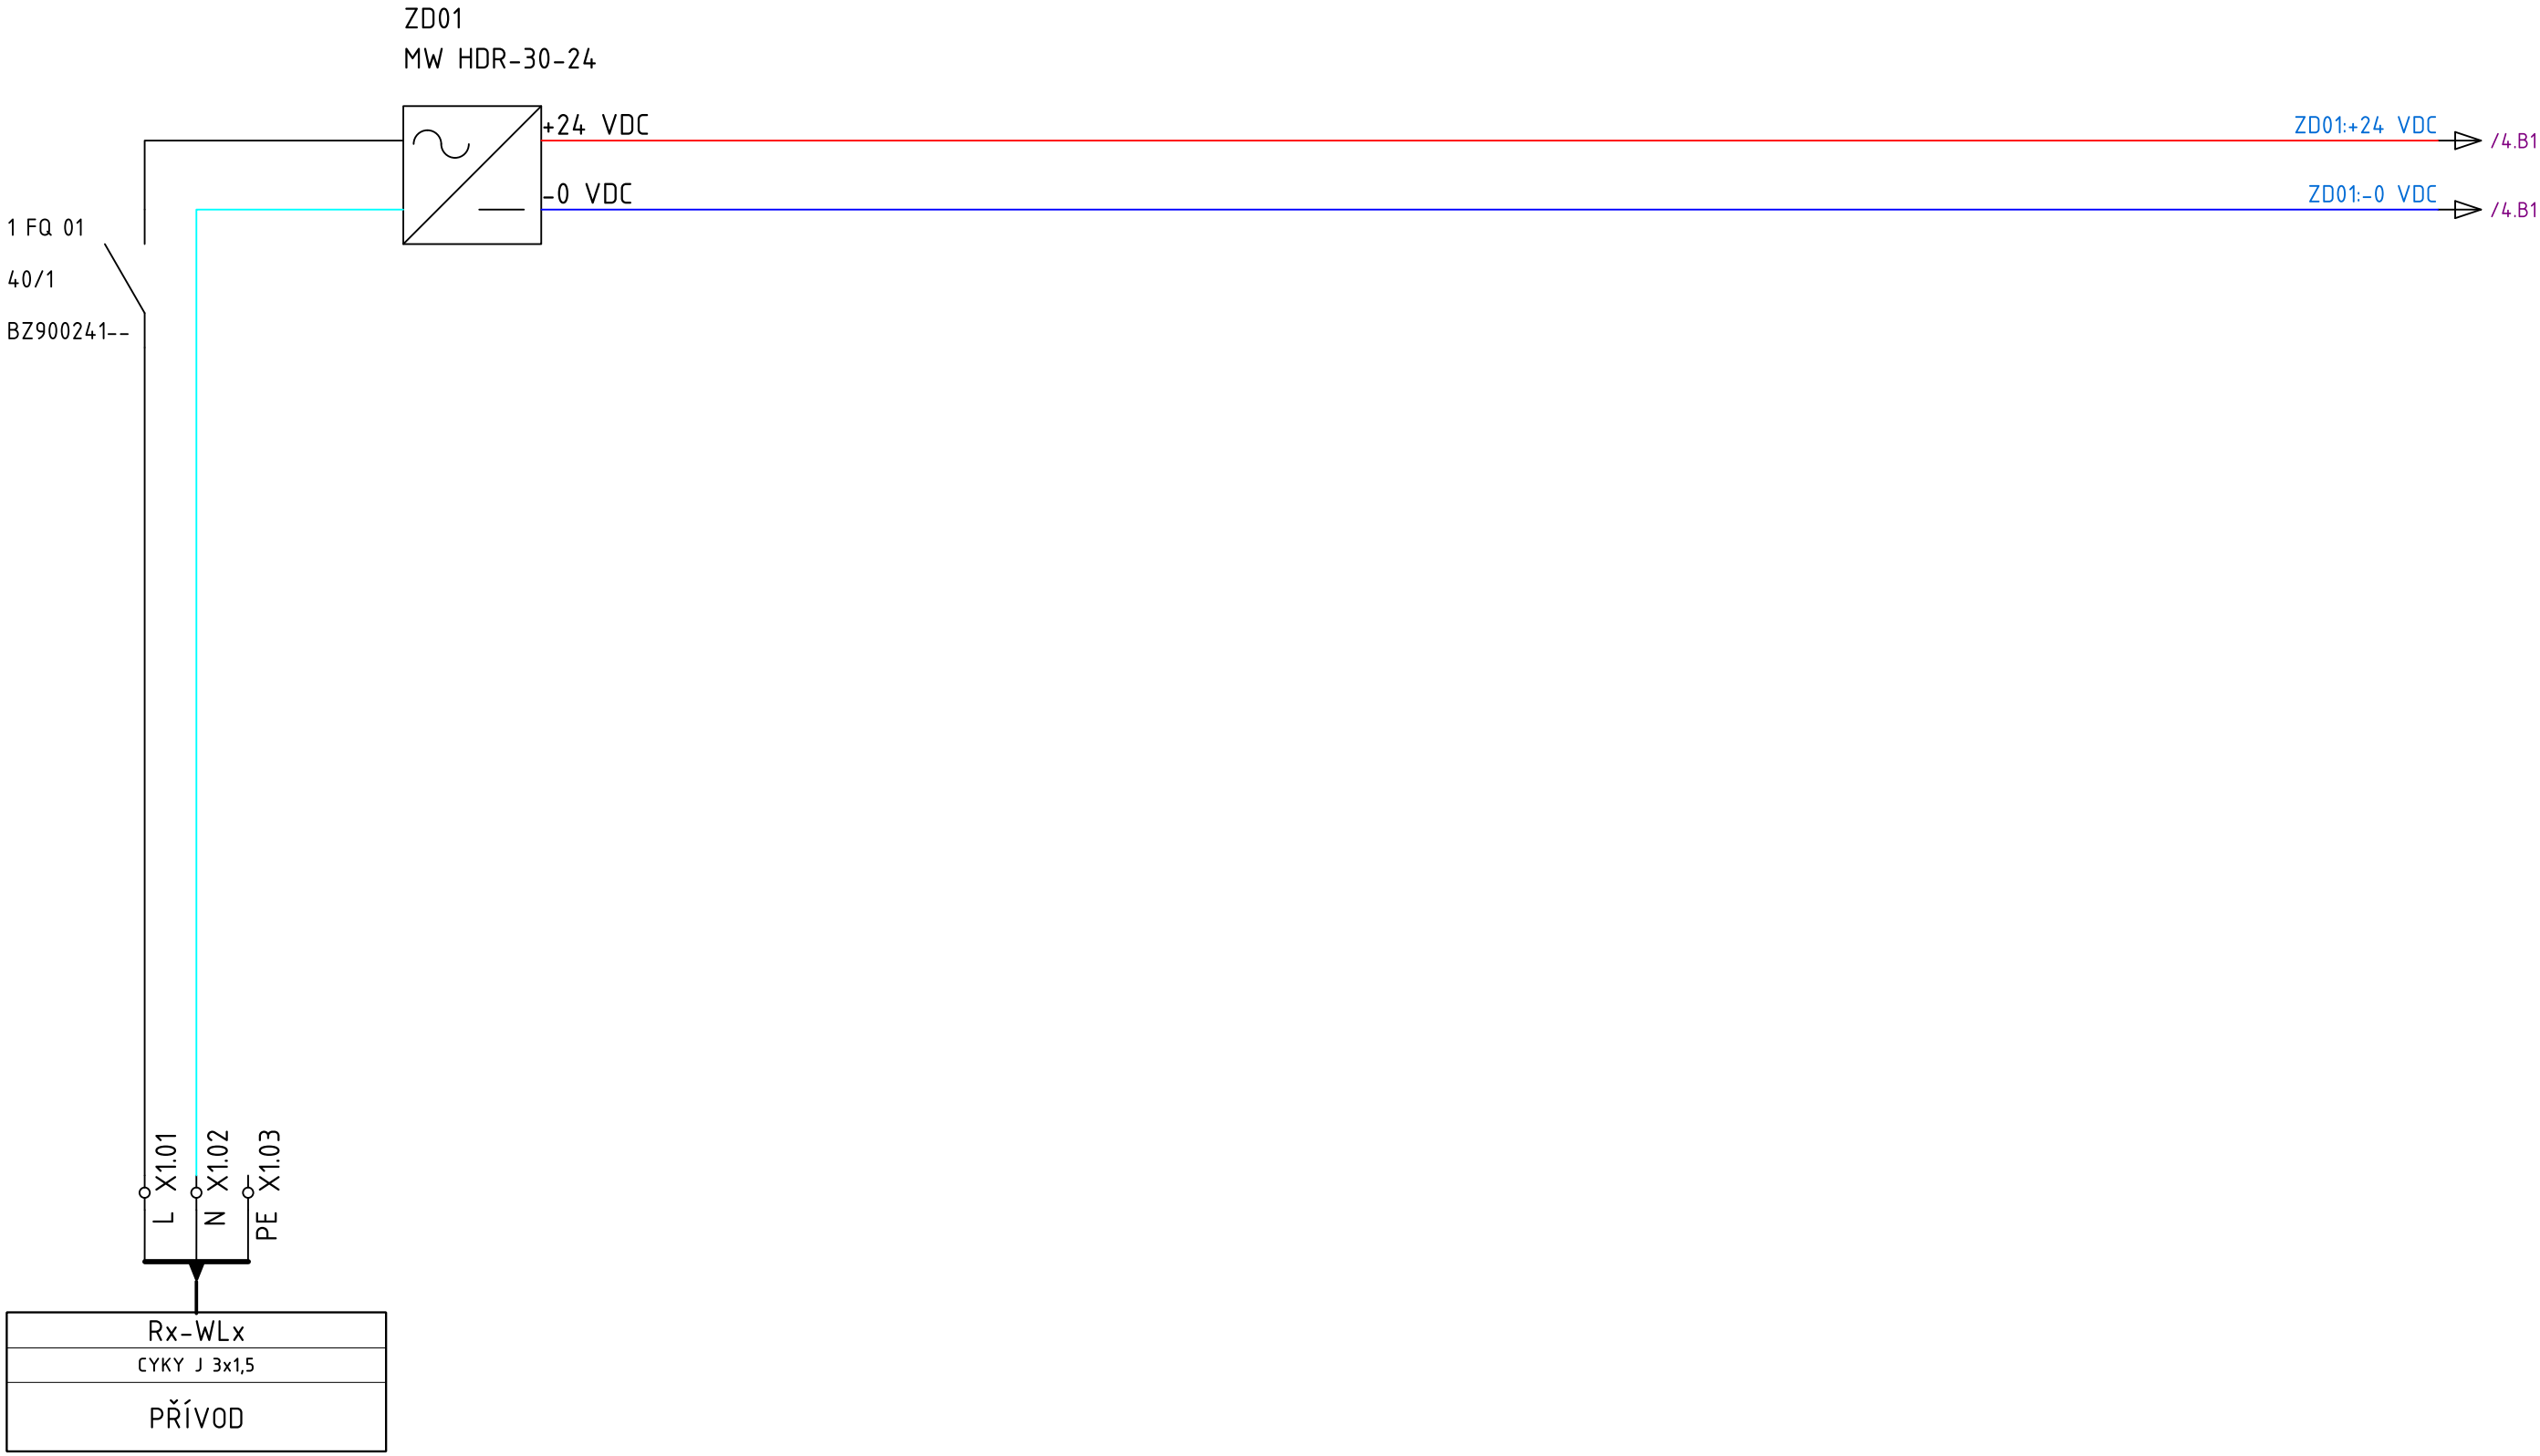 ZD01
MW HDR-30-24
+24 VDC
ZD01:+24 VDC
/4.B1
-0 VDC
ZD01:-0 VDC
/4.B1
1 FQ 01
40/1
BZ900241--
X1.01
X1.02
X1.03
L
N
PE
Rx-WLx
CYKY J 3x1,5
PŘÍVOD